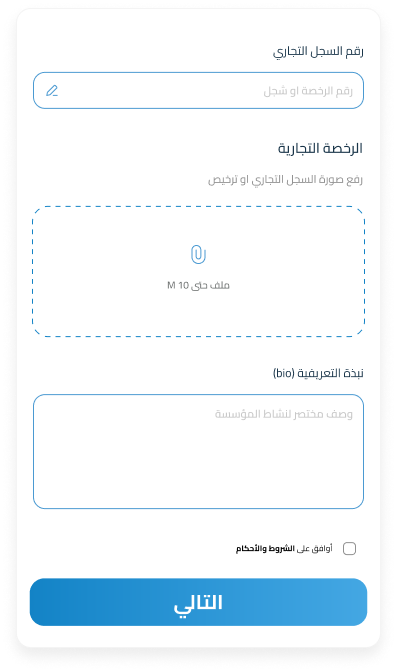 رقم السجل التجاري
رقم الرخصة او شجل
الرخصة التجارية
رفع صورة السجل التجاري او ترخيص
ملف حتى 10 M
نبذة التعريفية (bio)
وصف مختصر لنشاط المؤسسة
أوافق على الشروط والأحكام
التالي